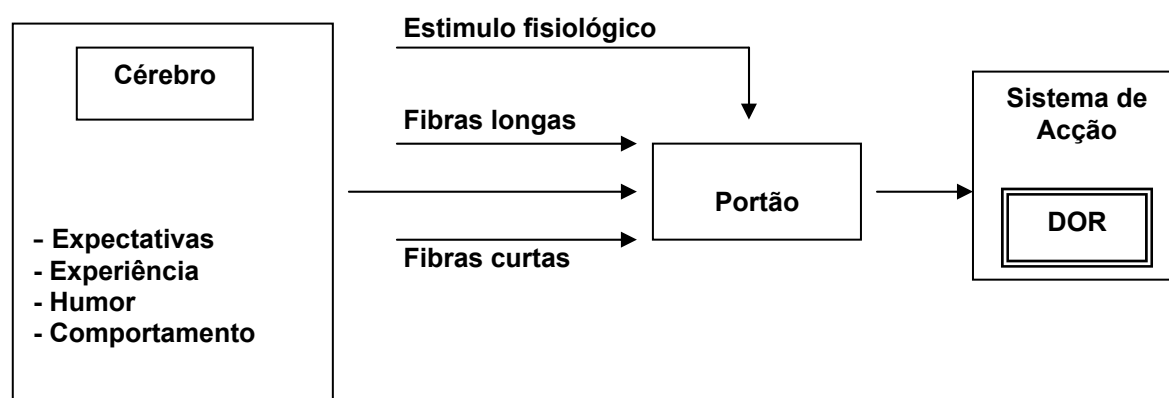 Cérebro
- Expectativas
- Experiência
- Humor
- Comportamento
Estimulo fisiológico
Fibras longas
Fibras curtas
Portão
Sistema de
Acção
DOR